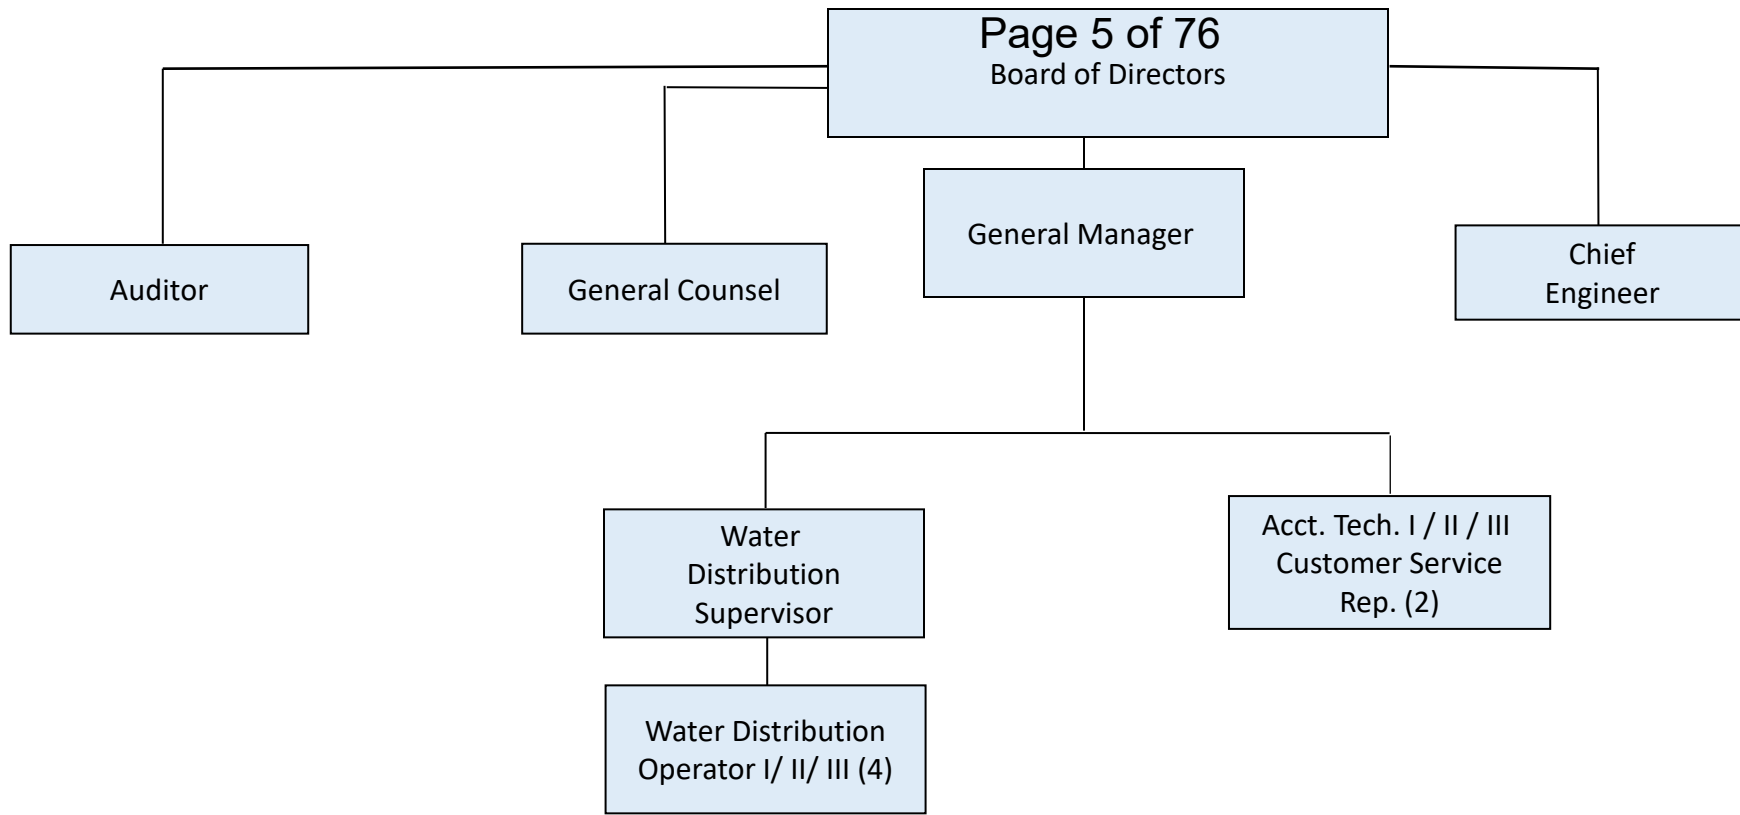 Page 5 of 76
Board of Directors
General Manager
Auditor
General Counsel
Chief
Engineer
Water
Distribution
Supervisor
Acct. Tech. I / II / III
Customer Service
Rep. (2)
Water Distribution
Operator I/ II/ III (4)